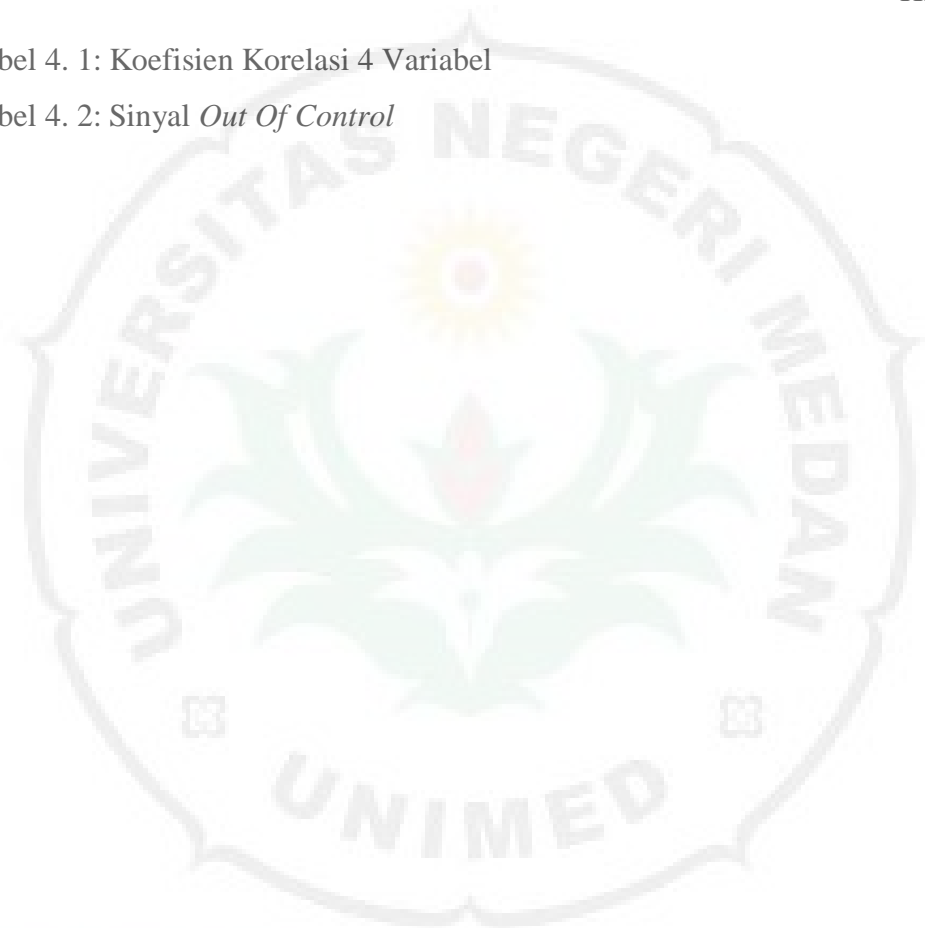 bel 4. 1: Koefisien Korelasi 4 Variabel
bel 4. 2: Sinyal Out Of Control
UNIVERSITAS NEGERI MEDAN
UNIMED